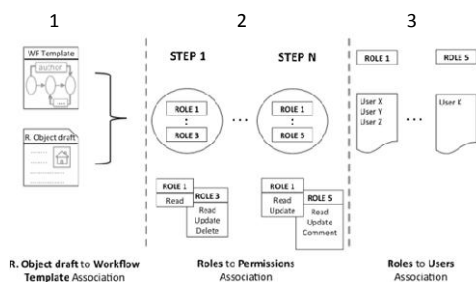 1
2
3
WF Template
author
...
R. Object draft
STEP 1
STEP N
ROLE 1
ROLE 3
...
ROLE 1
ROLE 5
ROLE 1
Read
ROLE 3
Read
Update
Delete
ROLE 1
Read
Update
ROLE 5
Read
Update
Comment
ROLE 1
ROLE 5
User X
User Y
User Z
...
User X
R. Object draft to Workflow
Template Association
Roles to Permissions
Association
Roles to Users
Association